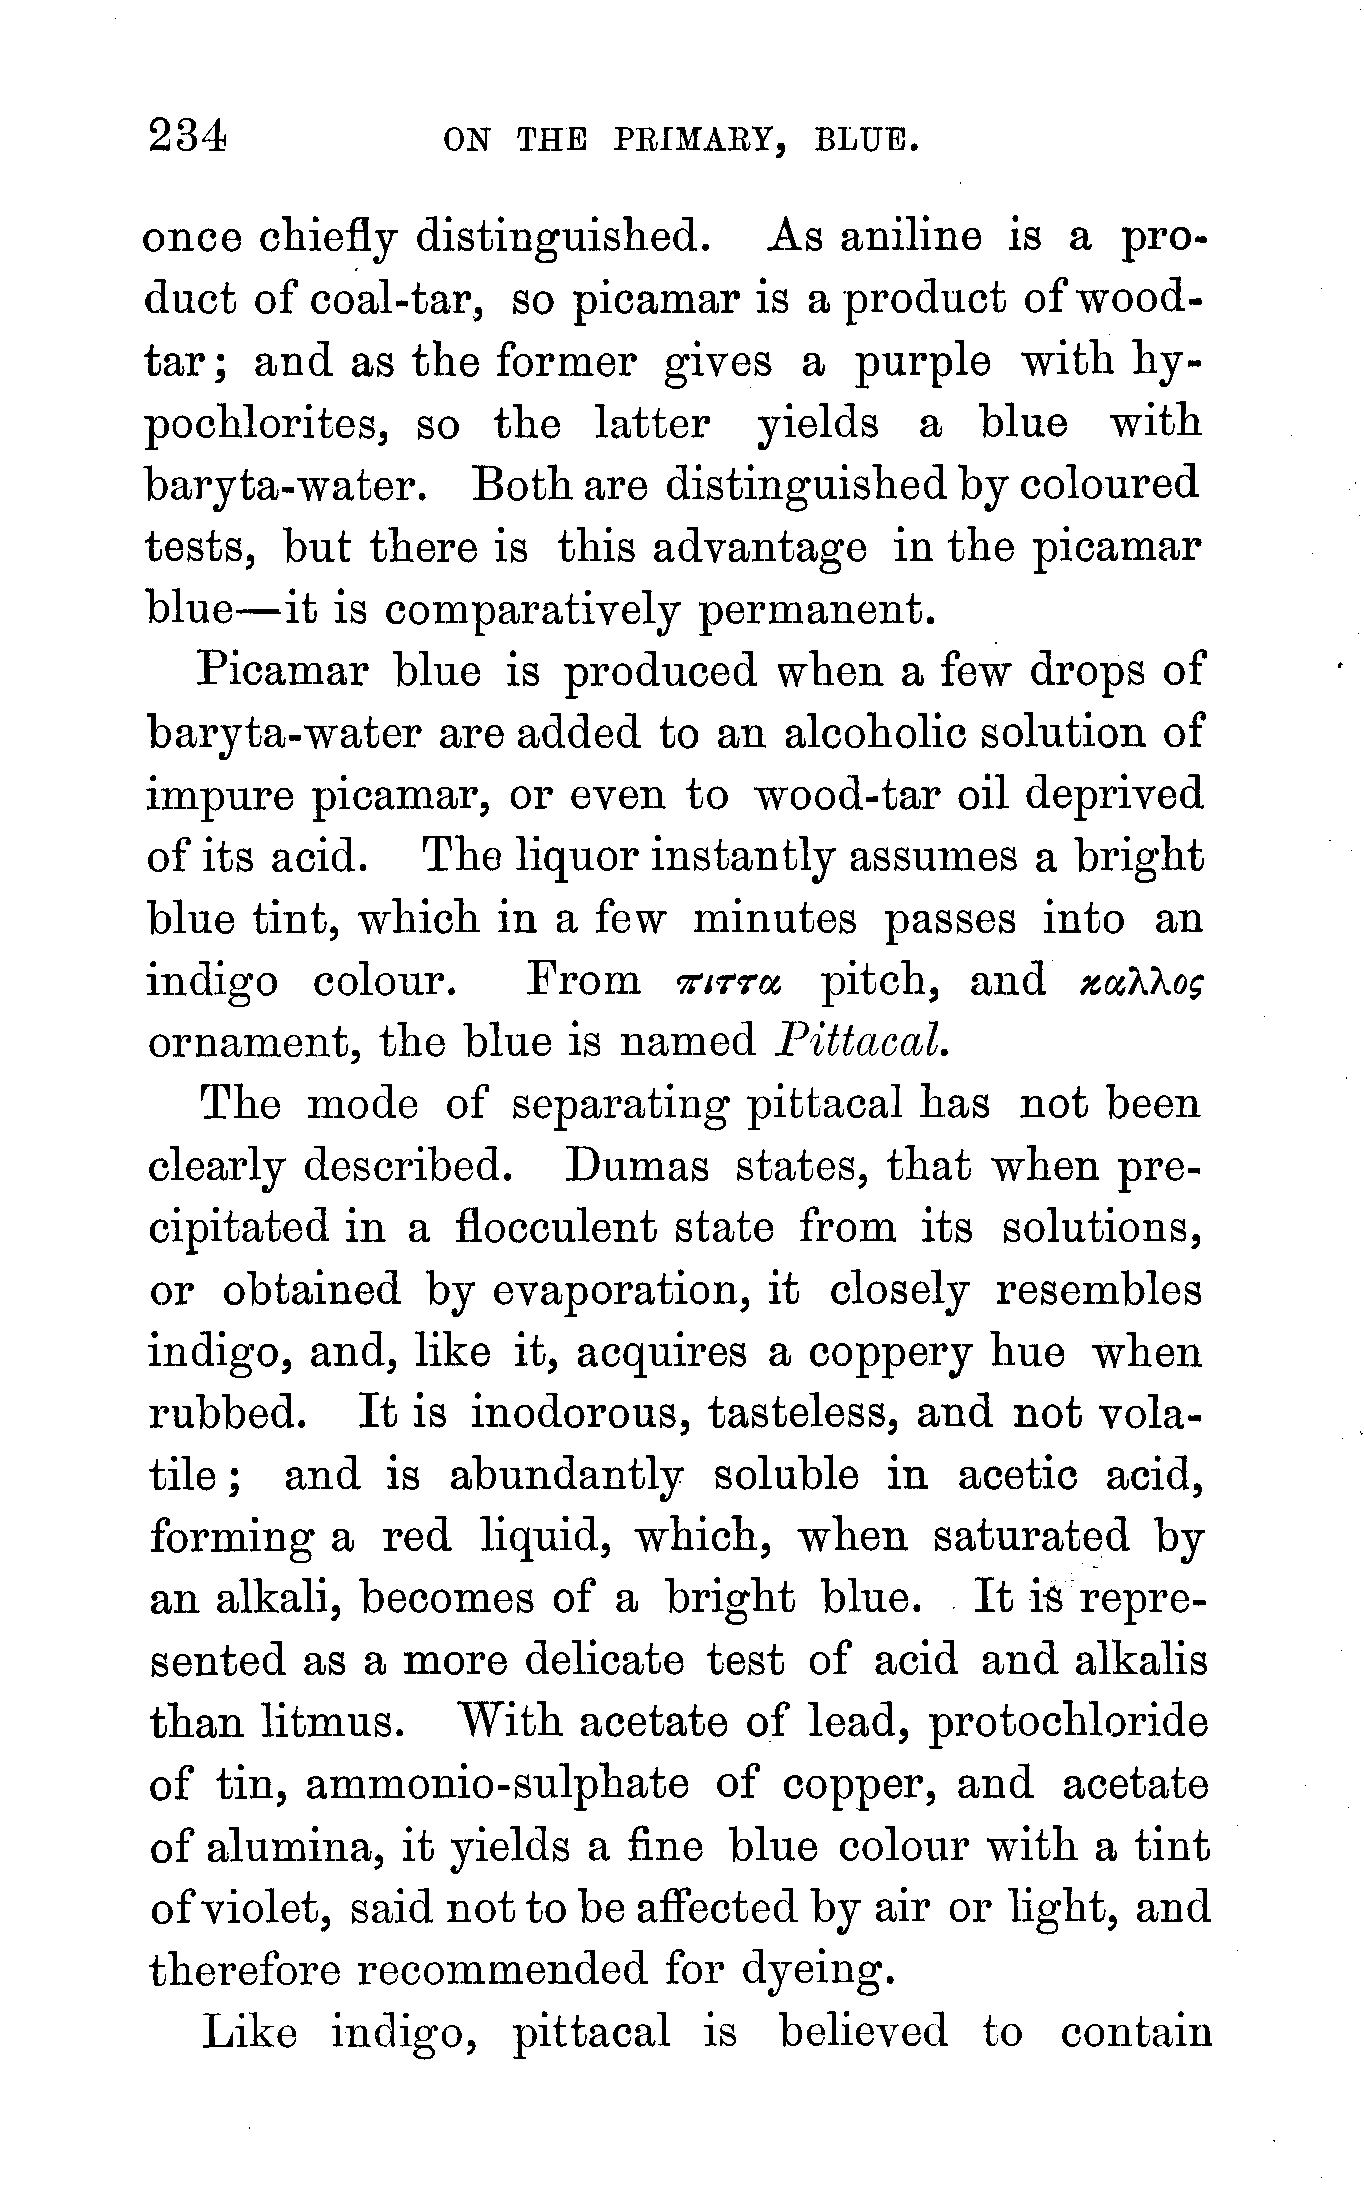 234 ON THE PRIMARY, BLUE.
once chiefly distinguished. As aniline is a pro-
duct of coal-tar, so picamar is a product of wood-
tar; and as the former gives a purple with hy-
pochlorites, so the latter yields a blue with
baryta-water. Both are distinguished by coloured
tests, but there is this advantage in the picamar
blue—it is comparatively permanent.
Picamar blue is produced when a few drops of
baryta-water are added to an alcoholic solution of
impure picamar, or even to wood-tar oil deprived
of its acid. The liquor instantly assumes a bright
blue tint, which in a few minutes passes into an
indigo colour. From πιττα pitch, and καλλος
ornament, the blue is named Pittacal.
The mode of separating pittacal has not been
clearly described. Dumas states, that when pre-
cipitated in a flocculent state from its solutions,
or obtained by evaporation, it closely resembles
indigo, and, like it, acquires a coppery hue when
rubbed. It is inodorous, tasteless, and not vola-
tile; and is abundantly soluble in acetic acid,
forming a red liquid, which, when saturated by
an alkali, becomes of a bright blue. It is repre-
sented as a more delicate test of acid and alkalis
than litmus. With acetate of lead, protochloride
of tin, ammonio-sulphate of copper, and acetate
of alumina, it yields a fine blue colour with a tint
of violet, said not to be affected by air or light, and
therefore recommended for dyeing.
Like indigo, pittacal is believed to contain